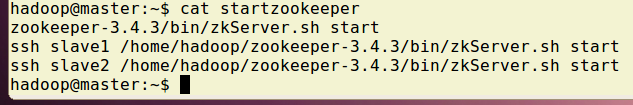 hadoop@master:~$ cat startzookeeper
zookeeper-3.4.3/bin/zkServer.sh start
ssh slave1 /home/hadoop/zookeeper-3.4.3/bin/zkServer.sh start
ssh slave2 /home/hadoop/zookeeper-3.4.3/bin/zkServer.sh start
hadoop@master:~$